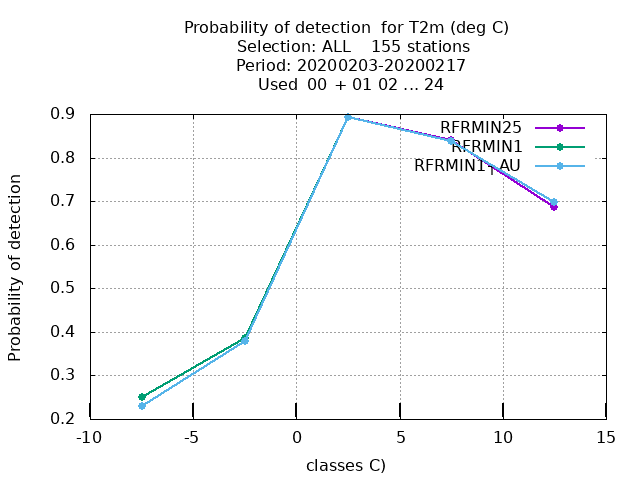 Probability of detection  for T2m (deg C)
Selection: ALL    155 stations
Period: 20200203-20200217
Used  00  + 01 02 ... 24
Probability of detection
0.9
0.8
0.7
0.6
0.5
0.4
0.3
0.2
RFRMIN25
RFRMIN1
RFRMIN1+AU
-10
-5
0
5
10
15
classes C)